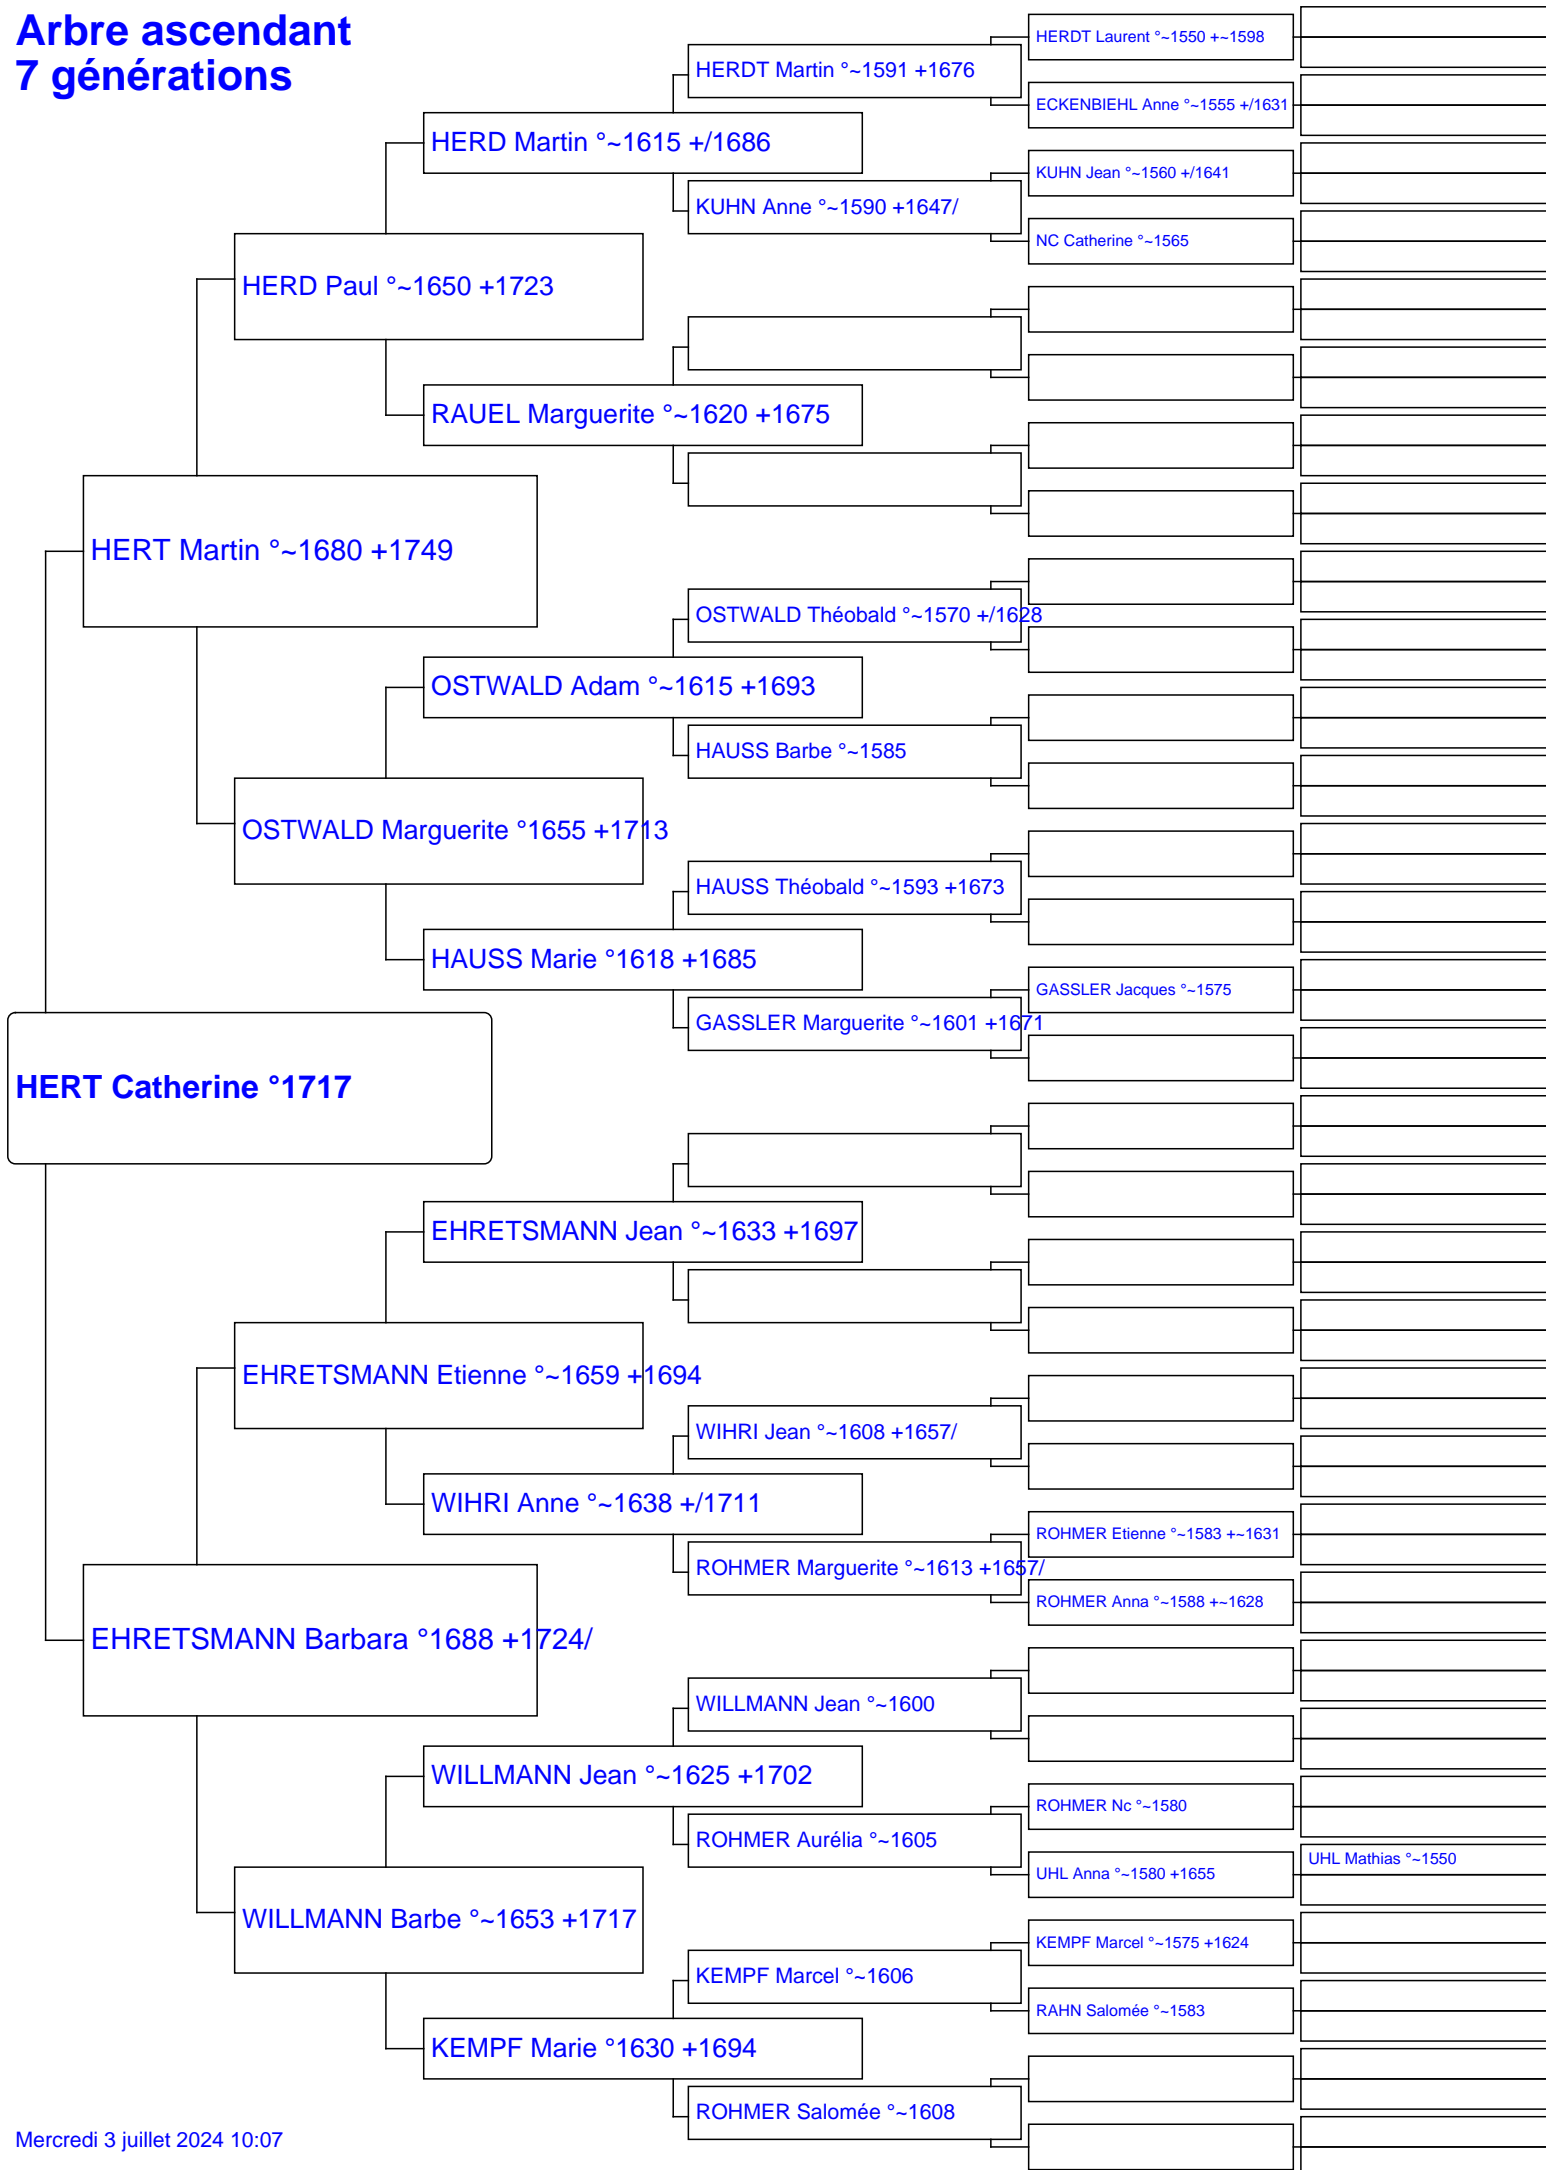 Arbre ascendant
7 générations
HERDT Laurent °~1550 +~1598
HERDT Martin °~1591 +1676
ECKENBIEHL Anne °~1555 +/1631
HERD Martin °~1615 +/1686
KUHN Jean °~1560 +/1641
KUHN Anne °~1590 +1647/
NC Catherine °~1565
HERD Paul °~1650 +1723
RAUEL Marguerite °~1620 +1675
HERT Martin °~1680 +1749
OSTWALD Théobald °~1570 +/1628
OSTWALD Adam °~1615 +1693
HAUSS Barbe °~1585
OSTWALD Marguerite °1655 +1713
HAUSS Théobald °~1593 +1673
HAUSS Marie °1618 +1685
GASSLER Jacques °~1575
GASSLER Marguerite °~1601 +1671
HERT Catherine °1717
EHRETSMANN Jean °~1633 +1697
EHRETSMANN Etienne °~1659 +1694
WIHRI Jean °~1608 +1657/
WIHRI Anne °~1638 +/1711
ROHMER Etienne °~1583 +~1631
ROHMER Marguerite °~1613 +1657/
ROHMER Anna °~1588 +~1628
EHRETSMANN Barbara °1688 +1724/
WILLMANN Jean °~1600
WILLMANN Jean °~1625 +1702
ROHMER Nc °~1580
ROHMER Aurélia °~1605
UHL Mathias °~1550
UHL Anna °~1580 +1655
WILLMANN Barbe °~1653 +1717
KEMPF Marcel °~1575 +1624
KEMPF Marcel °~1606
RAHN Salomée °~1583
KEMPF Marie °1630 +1694
ROHMER Salomée °~1608
Mercredi 3 juillet 2024 10:07